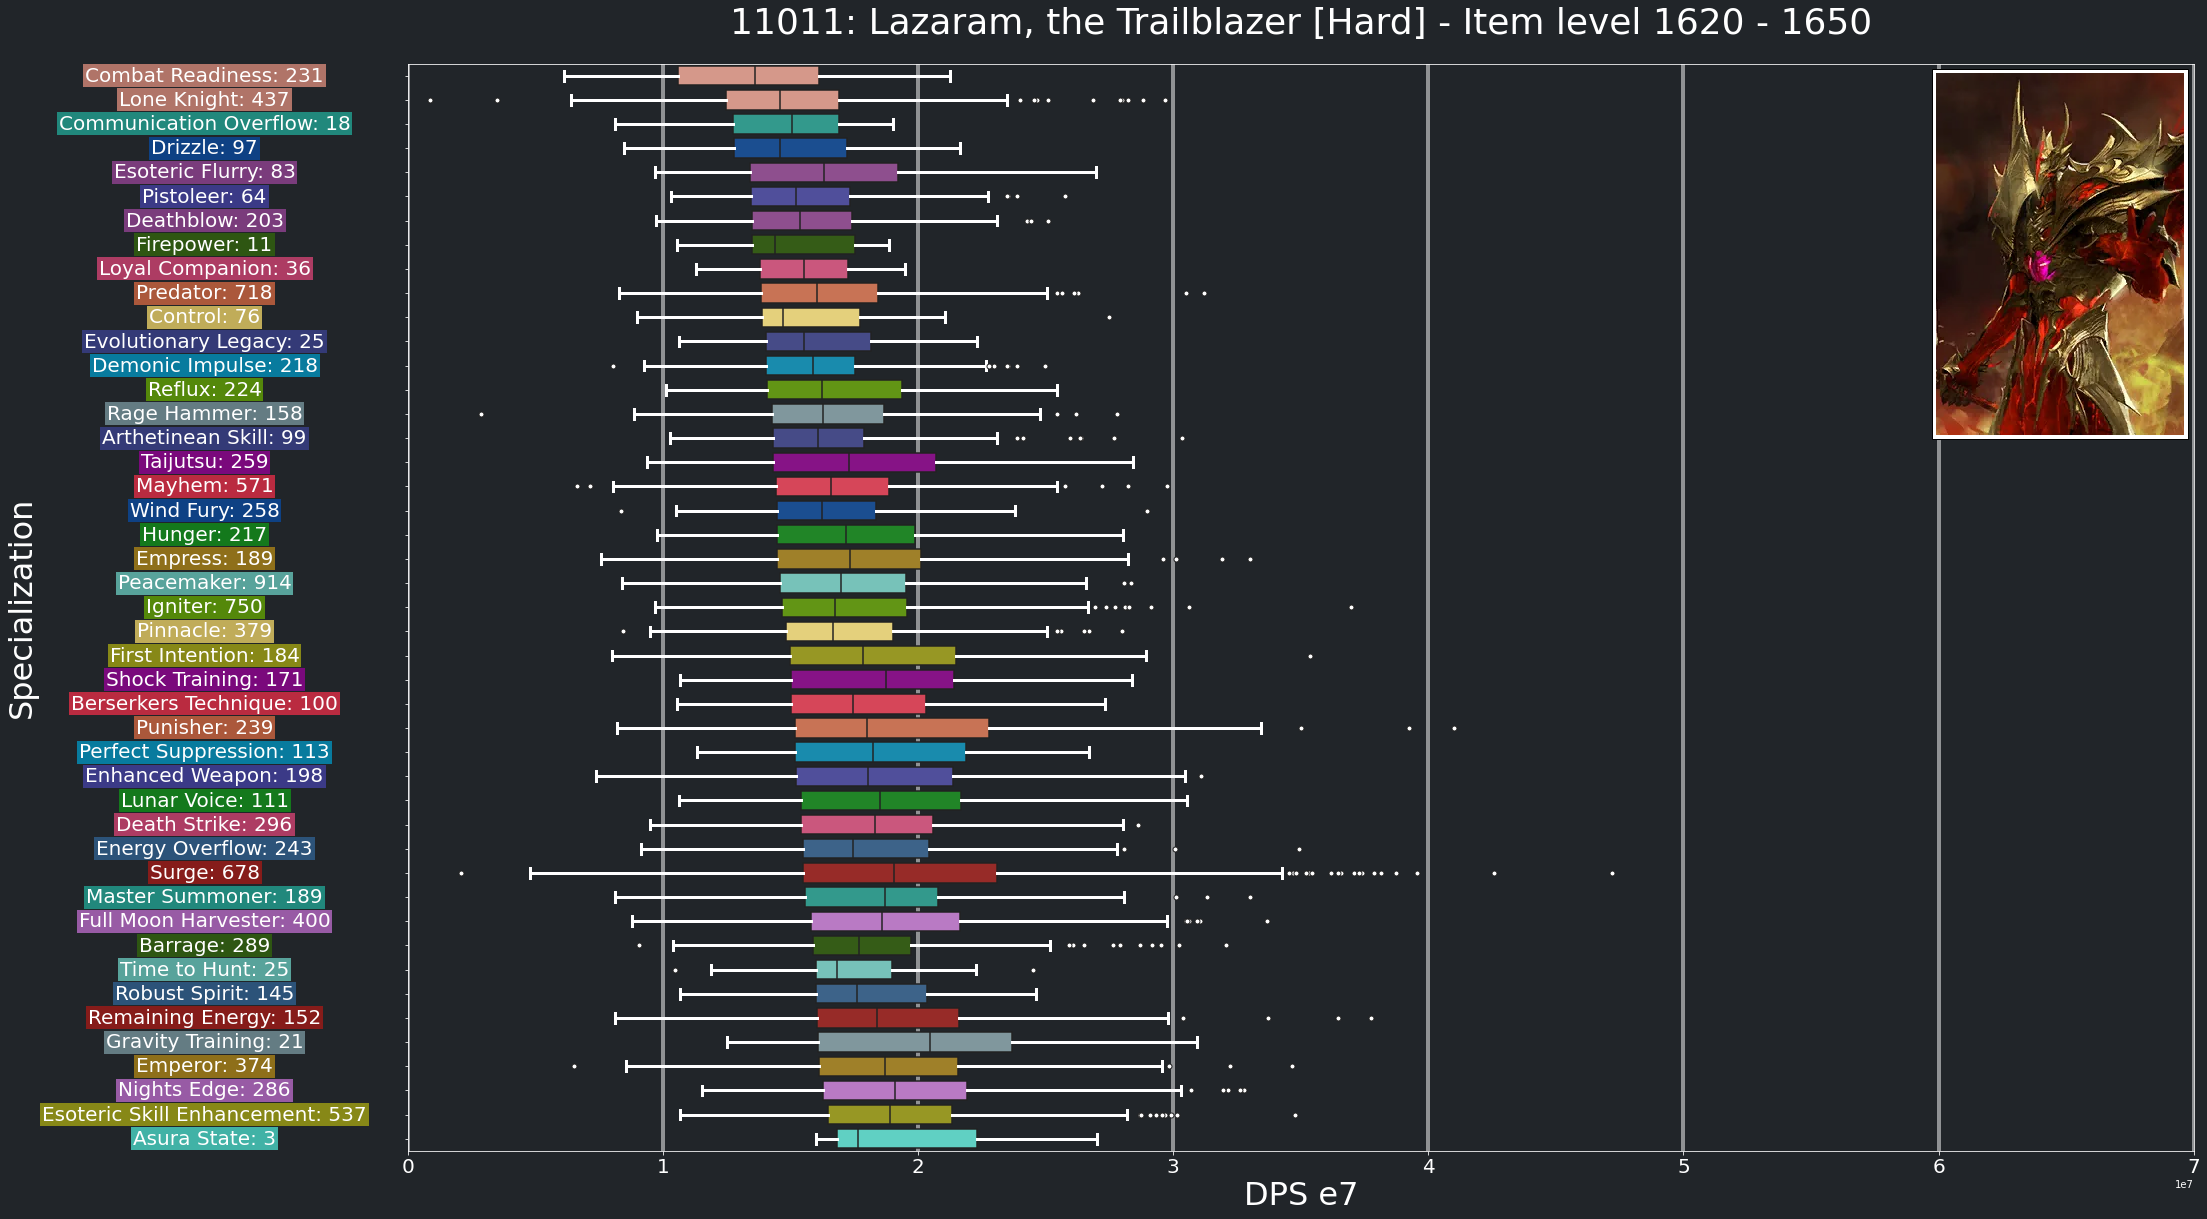 11011: Lazaram, the Trailblazer [Hard] - Item level 1620 - 1650
Specialization
Combat Readiness: 231
Lone Knight: 437
Communication Overflow: 18
Drizzle: 97
Esoteric Flurry: 83
Pistoleer: 64
Deathblow: 203
Firepower: 11
Loyal Companion: 36
Predator: 718
Control: 76
Evolutionary Legacy: 25
Demonic Impulse: 218
Reflux: 224
Rage Hammer: 158
Arthetinean Skill: 99
Taijutsu: 259
Mayhem: 571
Wind Fury: 258
Hunger: 217
Empress: 189
Peacemaker: 914
Igniter: 750
Pinnacle: 379
First Intention: 184
Shock Training: 171
Berserkers Technique: 100
Punisher: 239
Perfect Suppression: 113
Enhanced Weapon: 198
Lunar Voice: 111
Death Strike: 296
Energy Overflow: 243
Surge: 678
Master Summoner: 189
Full Moon Harvester: 400
Barrage: 289
Time to Hunt: 25
Robust Spirit: 145
Remaining Energy: 152
Gravity Training: 21
Emperor: 374
Nights Edge: 286
Esoteric Skill Enhancement: 537
Asura State: 3
0 1 2 3 4 5 6 7
1e7
DPS e7